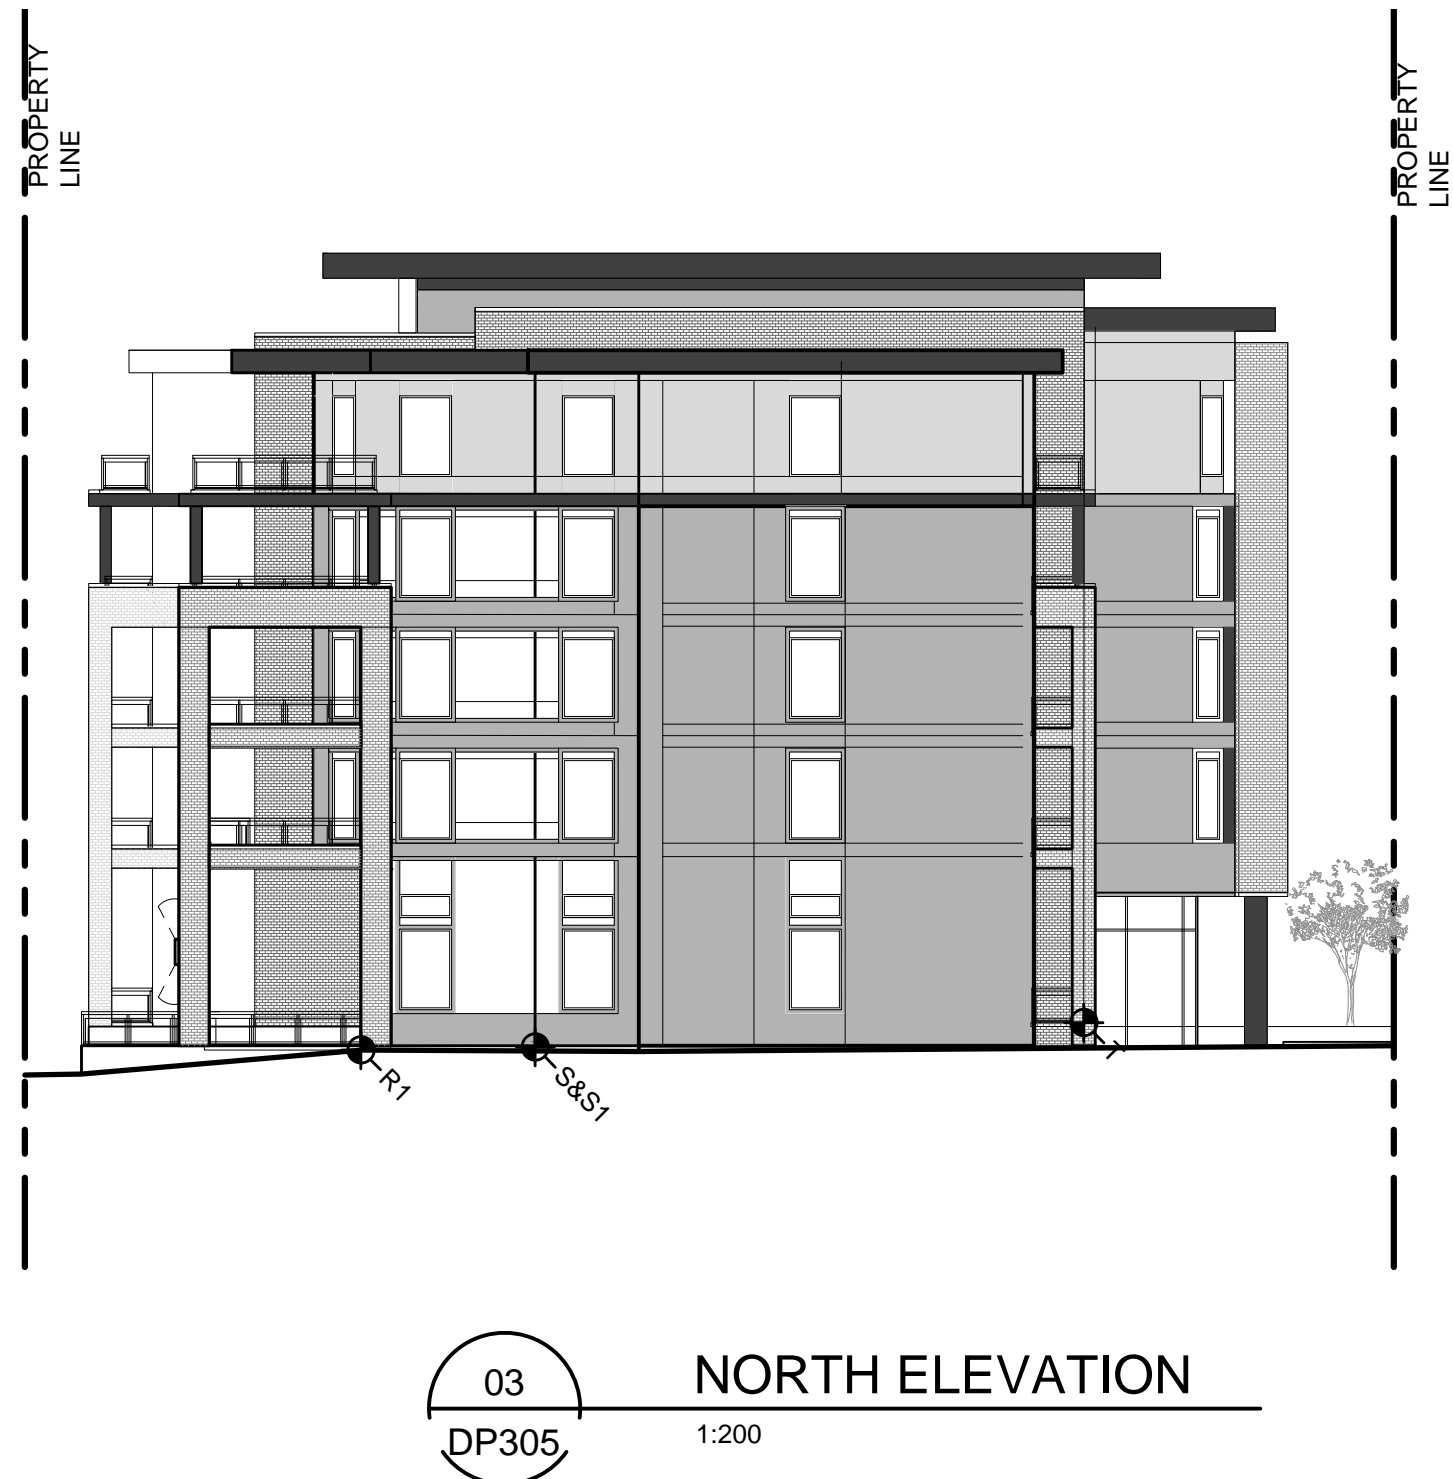 PROPERTY
LINE
PROPERTY
LINE
R1
S&S1
T
03
DP305
NORTH ELEVATION
1:200